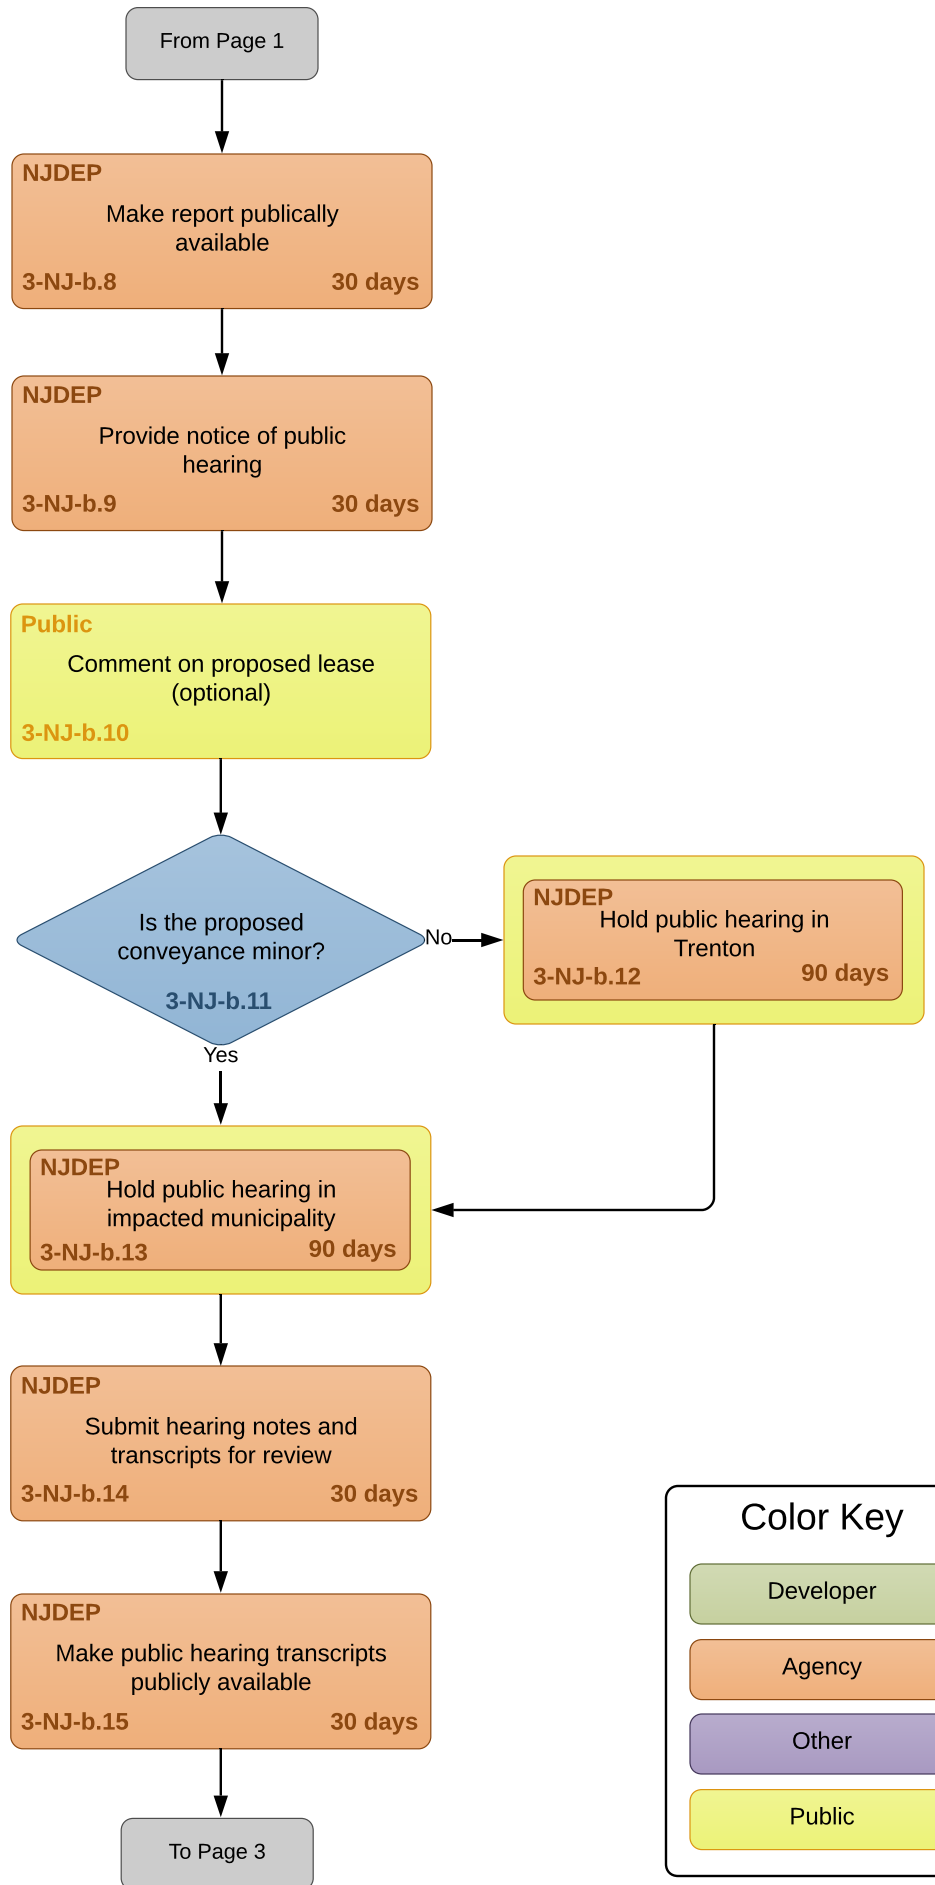 From Page 1
NJDEP
Make report publically
available
3-NJ-b.8 30 days
NJDEP
Provide notice of public
hearing
3-NJ-b.9 30 days
Public
Comment on proposed lease
(optional)
3-NJ-b.10
Is the proposed
conveyance minor?
3-NJ-b.11
No
Yes
NJDEP
Hold public hearing in
Trenton
3-NJ-b.12 90 days
NJDEP
Hold public hearing in
impacted municipality
3-NJ-b.13 90 days
NJDEP
Submit hearing notes and
transcripts for review
3-NJ-b.14 30 days
NJDEP
Make public hearing transcripts
publicly available
3-NJ-b.15 30 days
To Page 3
Color Key
Developer
Agency
Other
Public